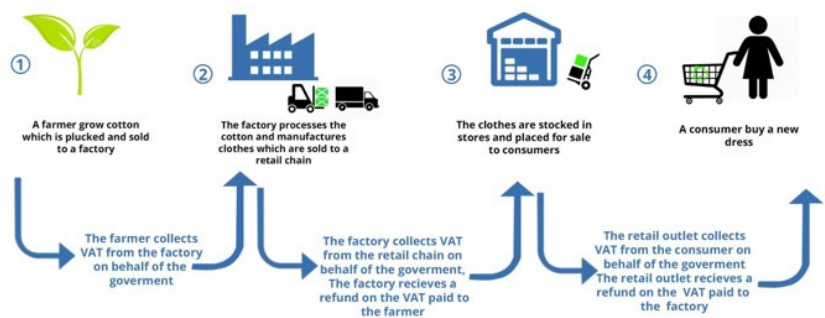 1
A farmer grow cotton
which is plucked and sold
to a factory
2
The factory processes the
cotton and manufactures
clothes which are sold to a
retail chain
3
The clothes are stocked in
stores and placed for sale
to consumers
4
A consumer buy a new
dress
The farmer collects
VAT from the factory
on behalf of the
goverment
The factory collects VAT
from the retail chain on
behalf of the goverment,
The factory recieves a
refund on the VAT paid to
the farmer
The retail outlet collects
VAT from the consumer on
behalf of the goverment
The retail outlet recieves a
refund on the VAT paid to
the factory